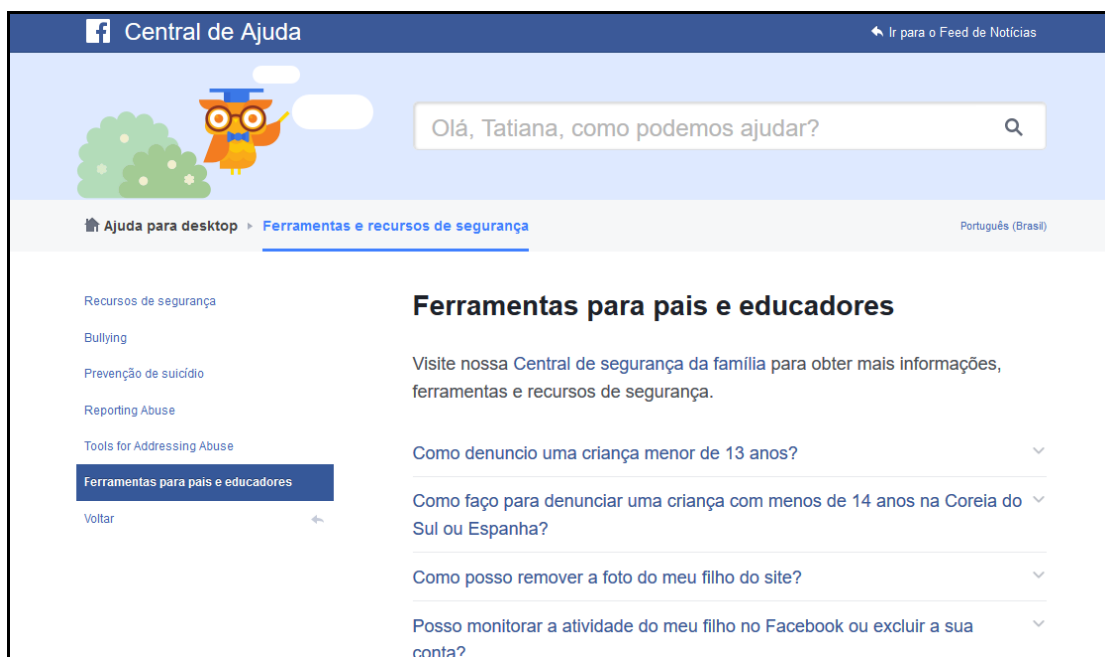 Central de Ajuda
Ir para o Feed de Notícias
Olá, Tatiana, como podemos ajudar?
Ajuda para desktop
Ferramentas e recursos de segurança
Português (Brasil)
Recursos de segurança
Bullying
Prevenção de suicídio
Reporting Abuse
Tools for Addressing Abuse
Ferramentas para pais e educadores
Voltar
Ferramentas para pais e educadores
Visite nossa Central de segurança da família para obter mais informações,
ferramentas e recursos de segurança.
Como denuncio uma criança menor de 13 anos?
Como faço para denunciar uma criança com menos de 14 anos na Coreia do
Sul ou Espanha?
Como posso remover a foto do meu filho do site?
Posso monitorar a atividade do meu filho no Facebook ou excluir a sua
conta?